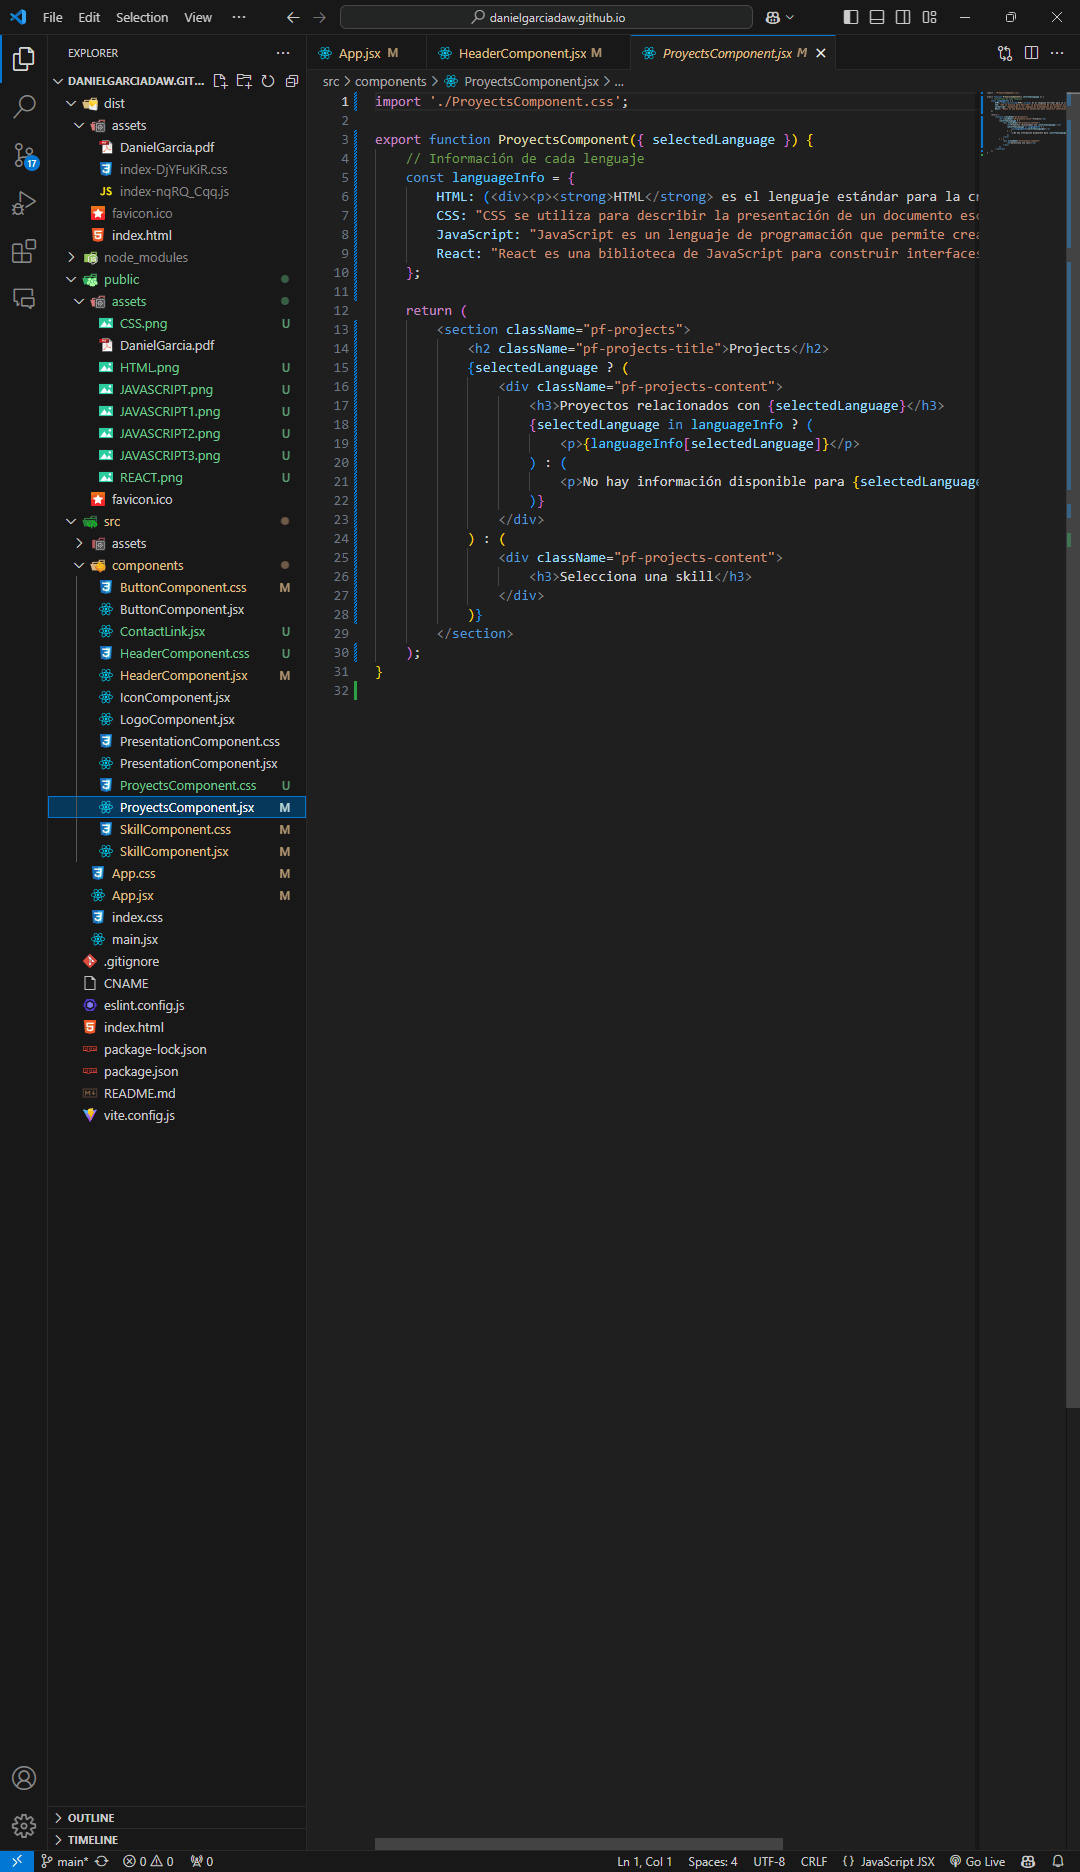 File Edit Selection View ··· danielgarciadaw.github.io
EXPLORER
DANIELGARCIADAW.GIT...
dist
assets
DanielGarcia.pdf
index-DjYFuKiR.css
JS index-nqRQ_Cqq.js
favicon.ico
index.html
node_modules
public
assets
CSS.png U
DanielGarcia.pdf
HTML.png U
JAVASCRIPT.png U
JAVASCRIPT1.png U
JAVASCRIPT2.png U
JAVASCRIPT3.png U
REACT.png U
favicon.ico
src
assets
components
ButtonComponent.css M
ButtonComponent.jsx
ContactLink.jsx U
HeaderComponent.css U
HeaderComponent.jsx M
IconComponent.jsx
LogoComponent.jsx
PresentationComponent.css
PresentationComponent.jsx
ProyectsComponent.css U
ProyectsComponent.jsx M
SkillComponent.css M
SkillComponent.jsx M
App.css M
App.jsx M
index.css
main.jsx
.gitignore
CNAME
eslint.config.js
index.html
package-lock.json
package.json
README.md
vite.config.js
OUTLINE
TIMELINE
17
App.jsx M HeaderComponent.jsx M ProyectsComponent.jsx M
src > components > ProyectsComponent.jsx > ...
1 import './ProyectsComponent.css';
2
3 export function ProyectsComponent({ selectedLanguage }) {
4 // Información de cada lenguaje
5 const languageInfo = {
6 HTML: (<div><p><strong>HTML</strong> es el lenguaje estándar para la cr
7 CSS: "CSS se utiliza para describir la presentación de un documento esc
8 JavaScript: "JavaScript es un lenguaje de programación que permite crea
9 React: "React es una biblioteca de JavaScript para construir interfaces
10 };
11
12 return (
13 <section className="pf-projects">
14 <h2 className="pf-projects-title">Projects</h2>
15 {selectedLanguage ? (
16 <div className="pf-projects-content">
17 <h3>Proyectos relacionados con {selectedLanguage}</h3>
18 {selectedLanguage in languageInfo ? (
19 <p>{languageInfo[selectedLanguage]}</p>
20 ) : (
21 <p>No hay información disponible para {selectedLanguage
22 )}
23 </div>
24 ) : (
25 <div className="pf-projects-content">
26 <h3>Selecciona una skill</h3>
27 </div>
28 )}
29 </section>
30 );
31 }
32
main* 0 0 0 Ln 1, Col 1 Spaces: 4 UTF-8 CRLF {} JavaScript JSX Go Live